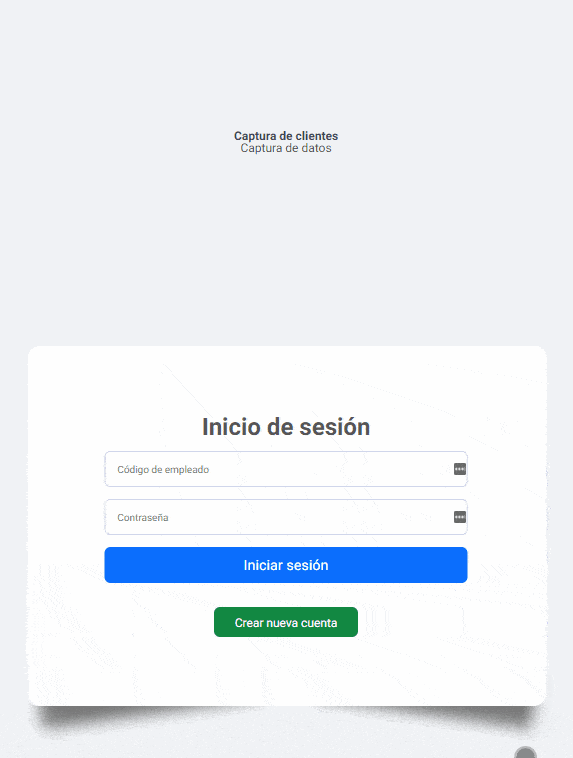 Captura de clientes
Captura de datos
Inicio de sesión
Código de empleado
Contraseña
Iniciar sesión
Crear nueva cuenta